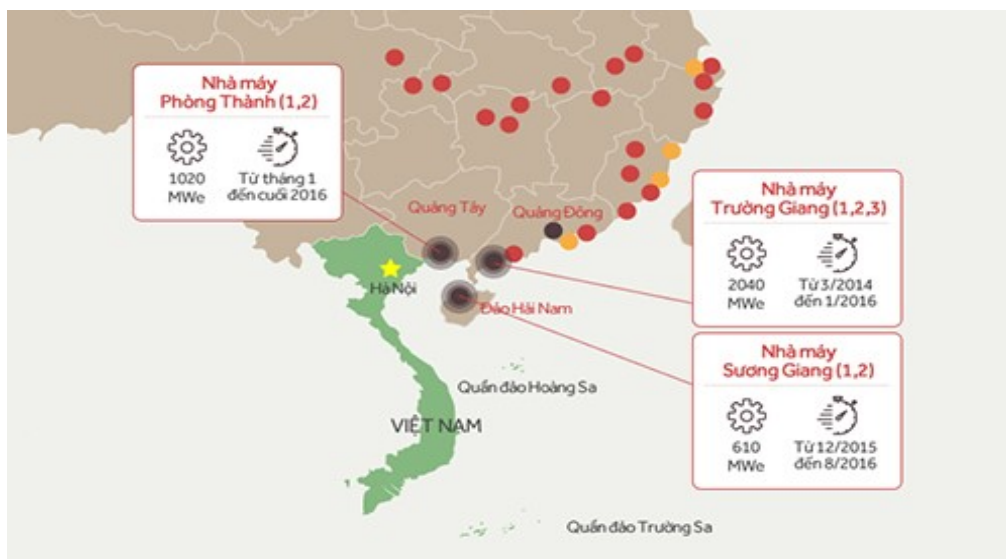 Nhà máy
Phòng Thành (1,2)
1020
MWe
Từ tháng 1
đến cuối 2016
Quảng Tây
Quảng Đông
Nhà máy
Trường Giang (1,2,3)
2040
MWe
Từ 3/2014
đến 1/2016
Hà Nội
Đảo Hải Nam
Nhà máy
Sương Giang (1,2)
610
MWe
Từ 12/2015
đến 8/2016
Quần đảo Hoàng Sa
VIỆT NAM
Quần đảo Trường Sa